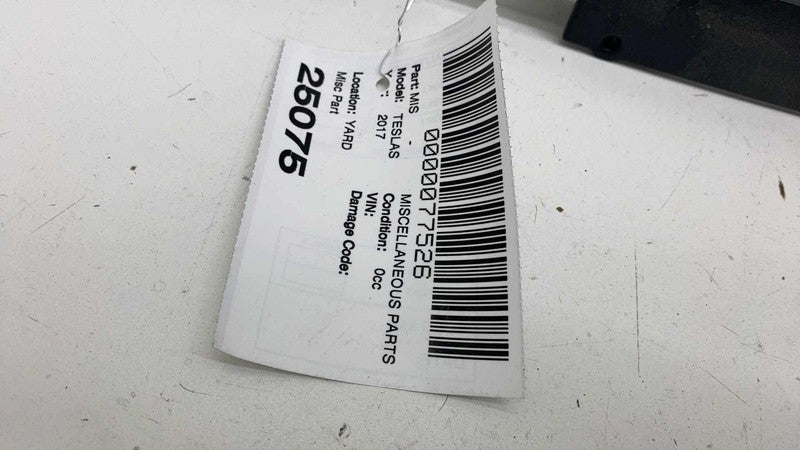 0000077526
Part: MIS - MISCELLANEOUS PARTS
Model: TESLAS Condition: 0cc
2017 VIN:
Damage Code:
Location: YARD
Misc Part
25075